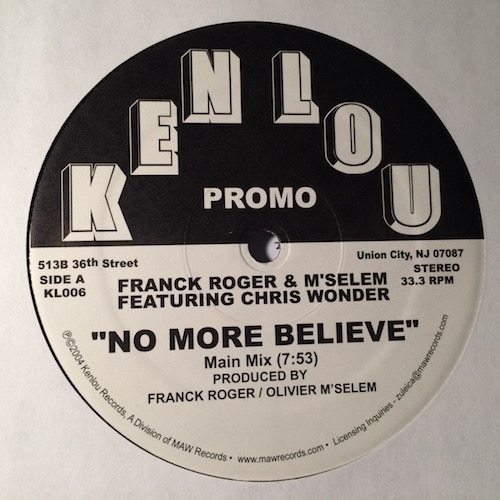 KENLOU
PROMO
513B 36th Street
Union City, NJ 07087
SIDE A
STEREO
KL006
33.3 RPM
FRANCK ROGER & M'SELEM
FEATURING CHRIS WONDER
"NO MORE BELIEVE"
Main Mix (7:53)
PRODUCED BY
FRANCK ROGER / OLIVIER M'SELEM
℗©2004 Kenlou Records, A Division of MAW Records • www.mawrecords.com • Licensing Inquiries - zuleica@mawrecords.com